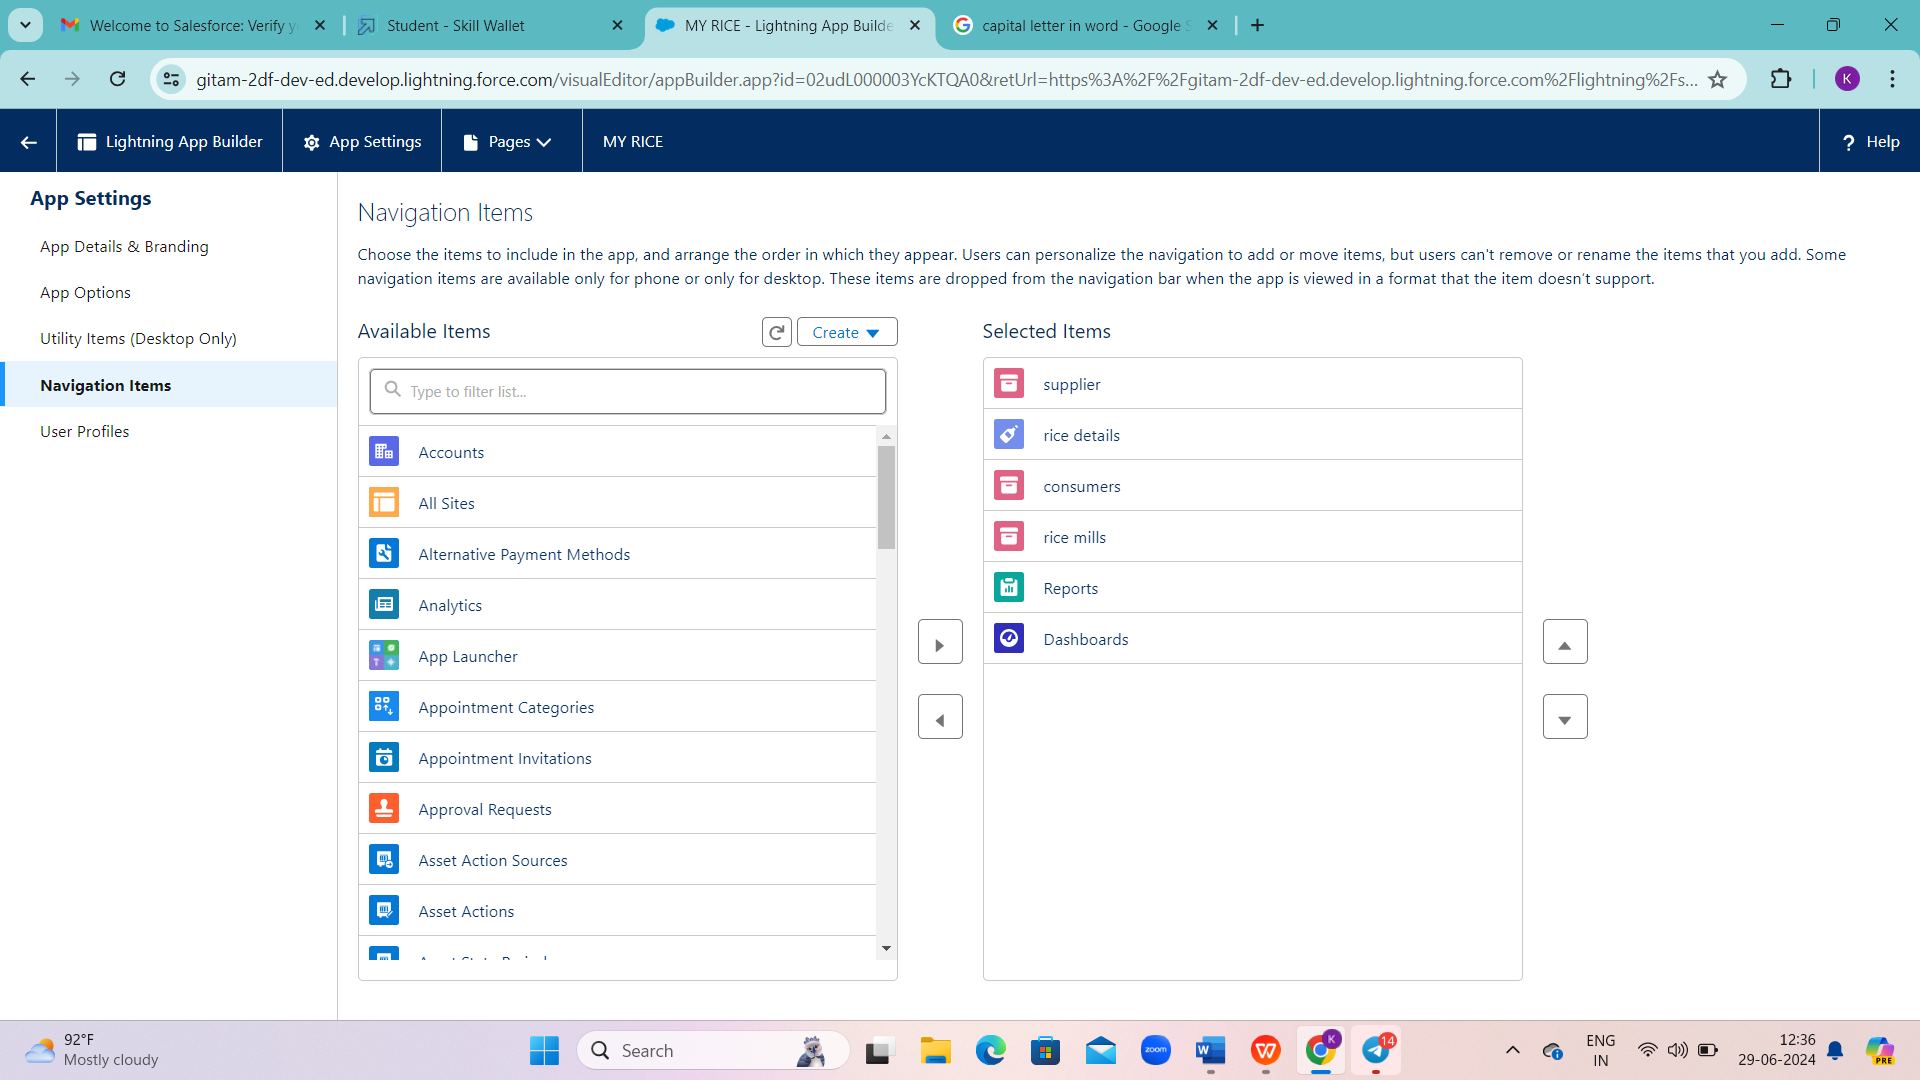 Welcome to Salesforce: Verify y
Student - Skill Wallet
MY RICE - Lightning App Builde
capital letter in word - Google S
gitam-2df-dev-ed.develop.lightning.force.com/visualEditor/appBuilder.app?id=02udL000003YcKTQA0&retUrl=https%3A%2F%2Fgitam-2df-dev-ed.develop.lightning.force.com%2Flightning%2Fs...
K
Lightning App Builder
App Settings
Pages
MY RICE
? Help
App Settings
App Details & Branding
App Options
Utility Items (Desktop Only)
Navigation Items
User Profiles
Navigation Items
Choose the items to include in the app, and arrange the order in which they appear. Users can personalize the navigation to add or move items, but users can't remove or rename the items that you add. Some
navigation items are available only for phone or only for desktop. These items are dropped from the navigation bar when the app is viewed in a format that the item doesn't support.
Available Items
Create
Type to filter list...
Accounts
All Sites
Alternative Payment Methods
Analytics
App Launcher
Appointment Categories
Appointment Invitations
Approval Requests
Asset Action Sources
Asset Actions
Selected Items
supplier
rice details
consumers
rice mills
Reports
Dashboards
92°F
Mostly cloudy
Search
zoom
W
W
K
14
ENG
IN
12:36
29-06-2024
PRE